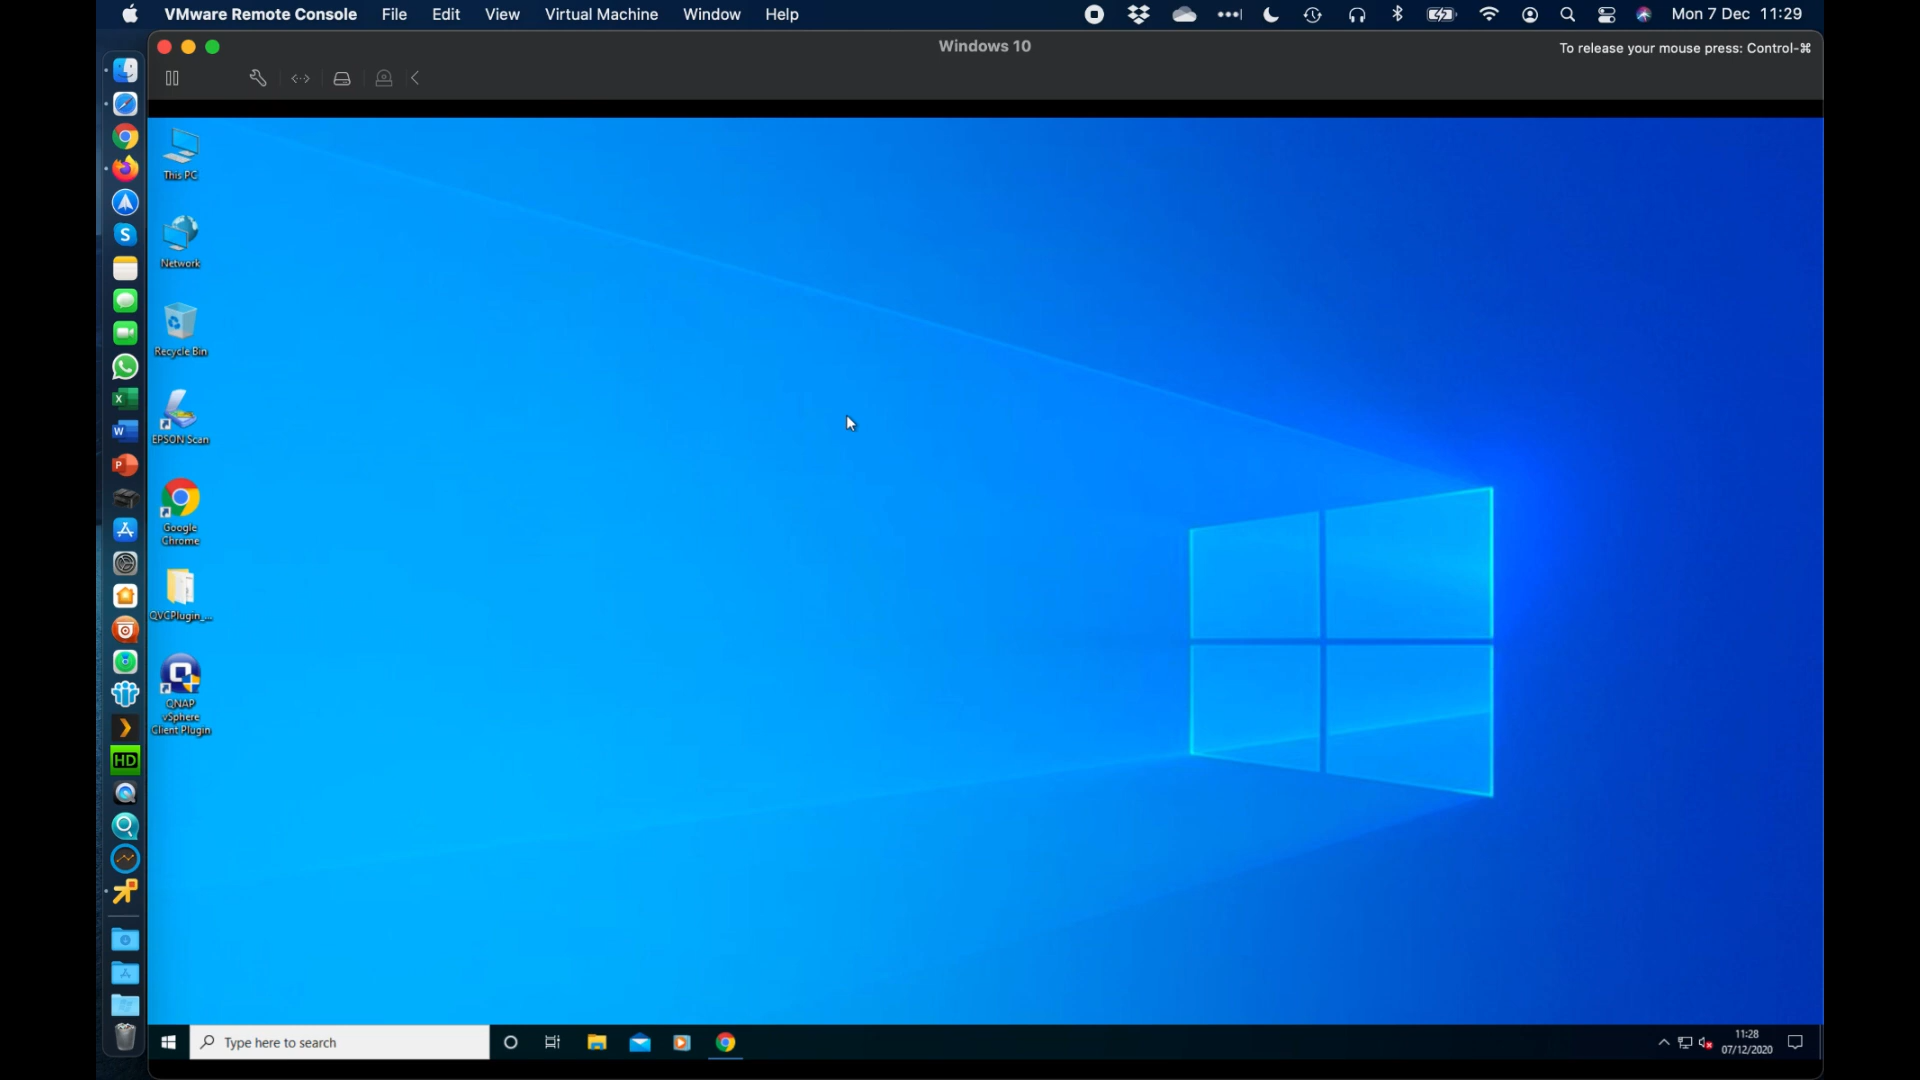 VMware Remote Console File Edit View Virtual Machine Window Help Mon 7 Dec 11:29
Windows 10
To release your mouse press: Control-⌘
This PC
Network
Recycle Bin
EPSON Scan
Google
Chrome
QVCPlugin_...
QNAP
vSphere
Client Plugin
HD
Type here to search
11:28
07/12/2020